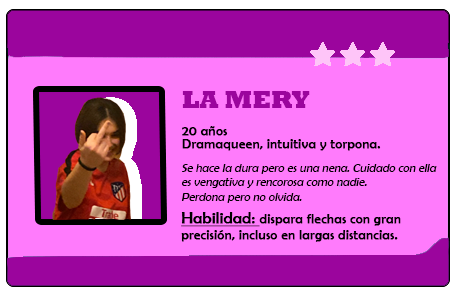 LA MERY
20 años
Dramaqueen, intuitiva y torpona.
Se hace la dura pero es una nena. Cuidado con ella
es vengativa y rencorosa como nadie.
Perdona pero no olvida.
Habilidad: dispara flechas con gran
precisión, incluso en largas distancias.